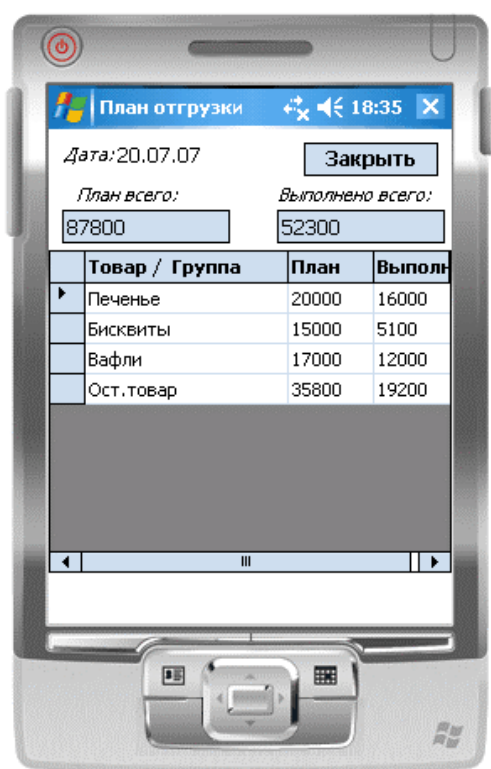 План отгрузки 18:35
Дата: 20.07.07 Закрыть
План всего: Выполнено всего:
87800 52300
Товар / Группа План Выполн
Печенье 20000 16000
Бисквиты 15000 5100
Вафли 17000 12000
Ост.товар 35800 19200